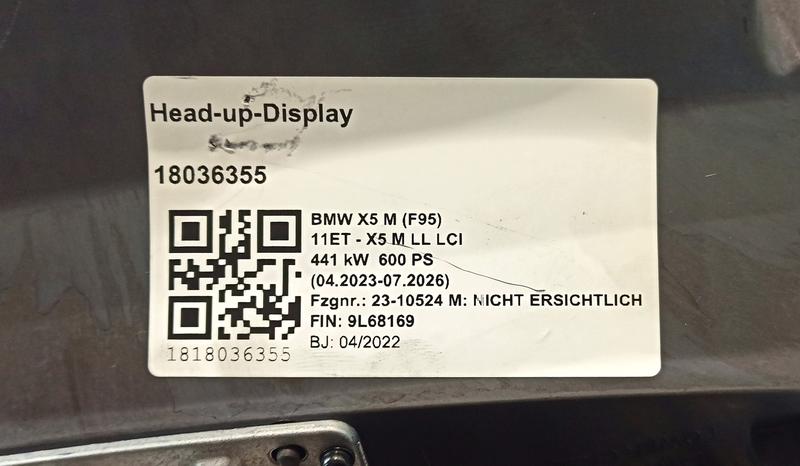 Head-up-Display
18036355
BMW X5 M (F95)
11ET - X5 M LL LCI
441 kW 600 PS
(04.2023-07.2026)
Fzgnr.: 23-10524 M: NICHT ERSICHTLICH
FIN: 9L68169
BJ: 04/2022
1818036355